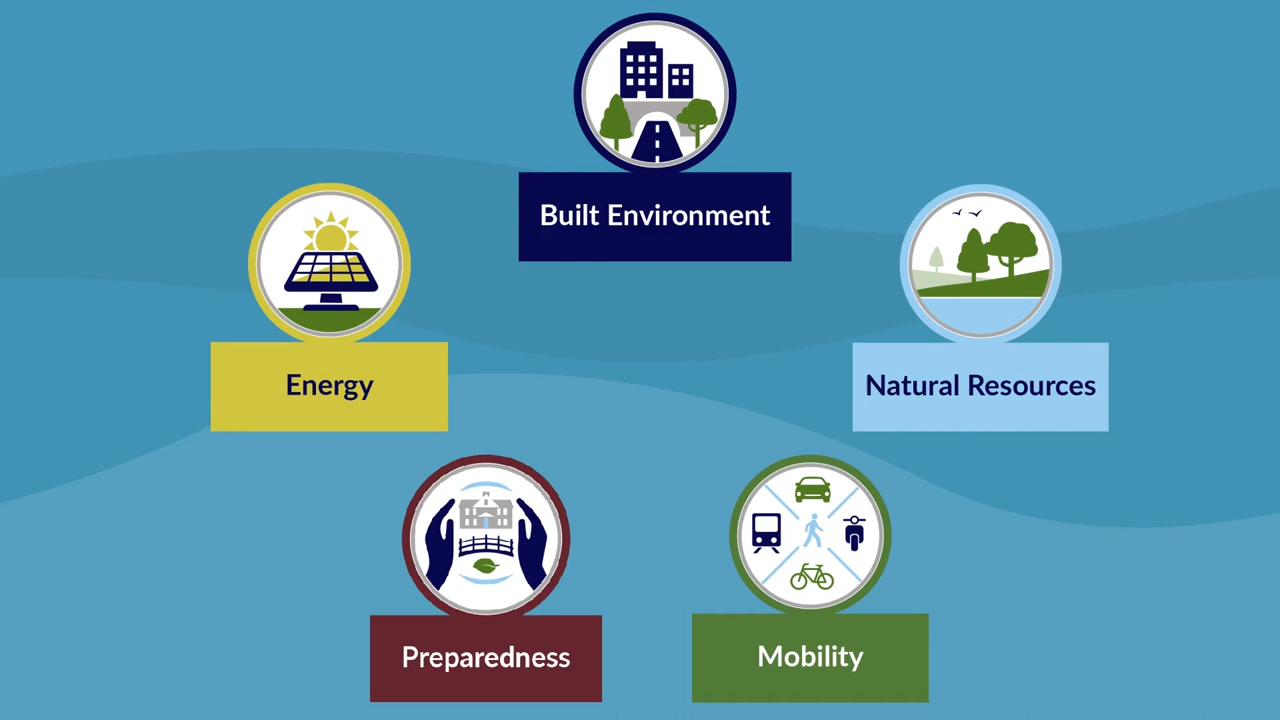 Built Environment
Energy
Natural Resources
Preparedness
Mobility